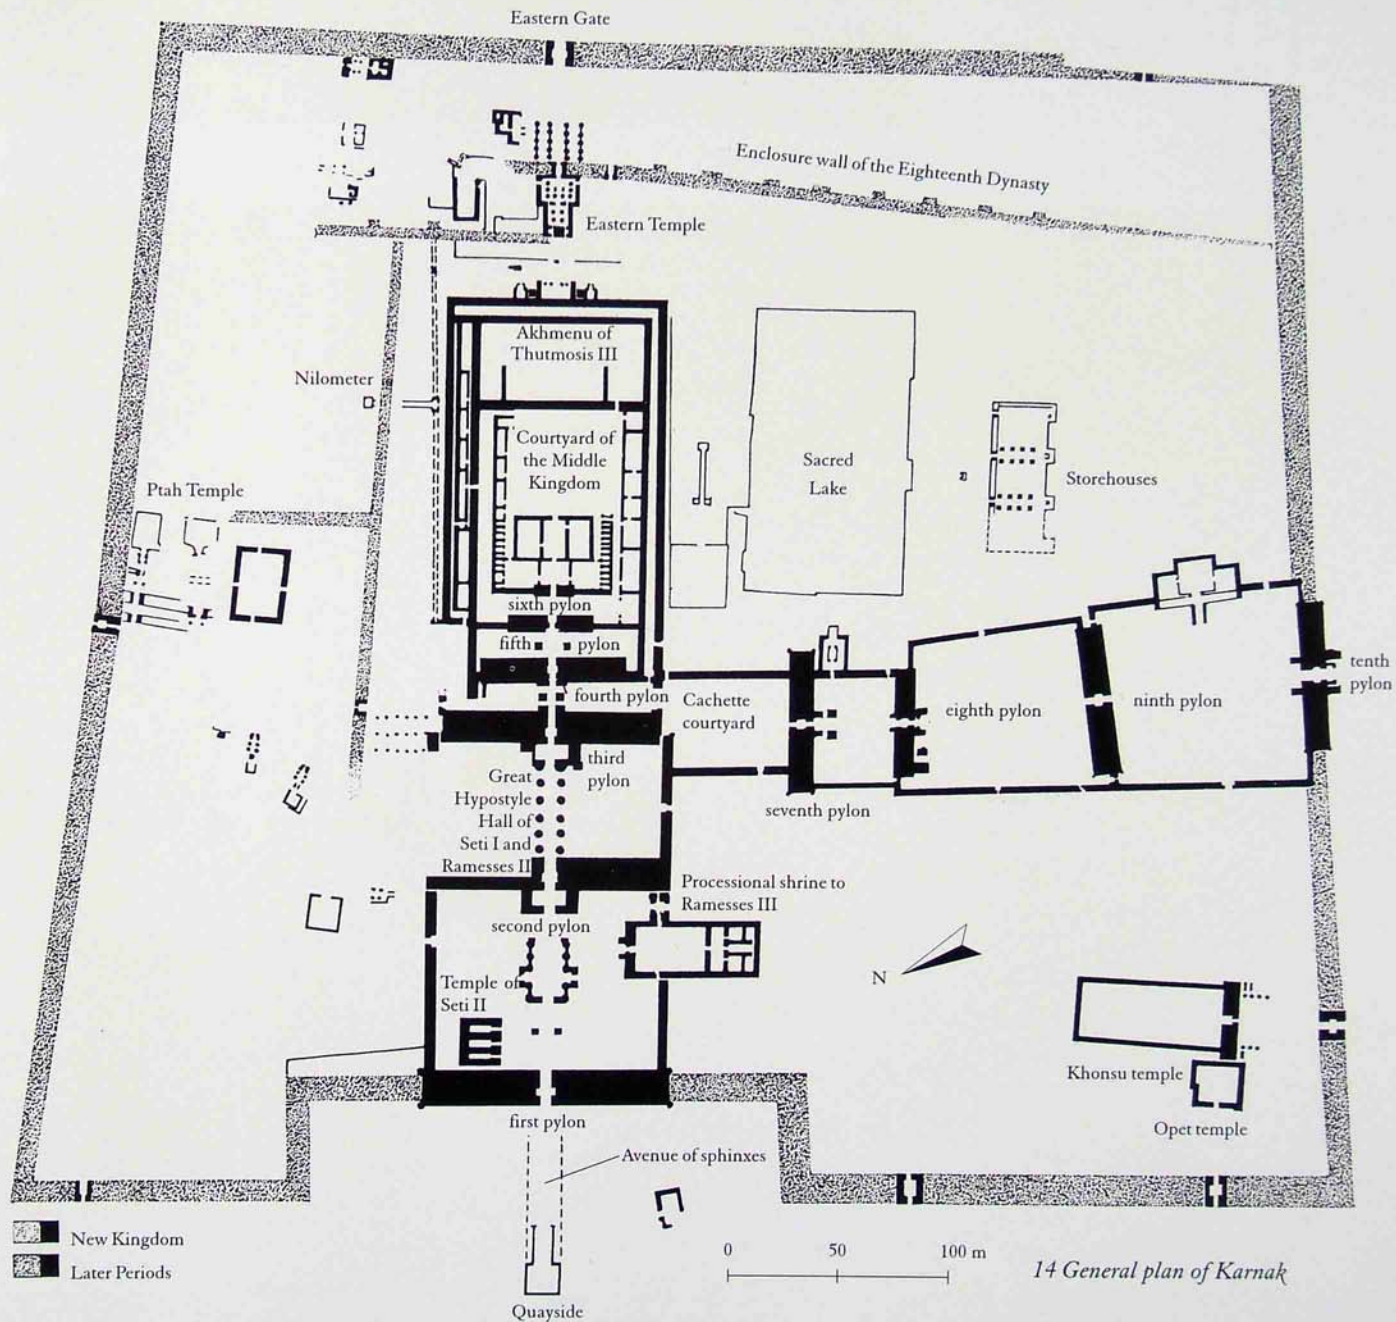 Eastern Gate
Enclosure wall of the Eighteenth Dynasty
Eastern Temple
Akhmenu of
Thutmosis III
Nilometer
Courtyard of
the Middle
Kingdom
Sacred
Lake
Storehouses
Ptah Temple
sixth pylon
fifth pylon
fourth pylon
Cachette
courtyard
eighth pylon
ninth pylon
tenth
pylon
third
pylon
Great
Hypostyle
Hall of
Seti I and
Ramesses II
seventh pylon
Processional shrine to
Ramesses III
second pylon
N
Temple of
Seti II
Khonsu temple
Opet temple
first pylon
Avenue of sphinxes
New Kingdom
Later Periods
0 50 100 m
14 General plan of Karnak
Quayside